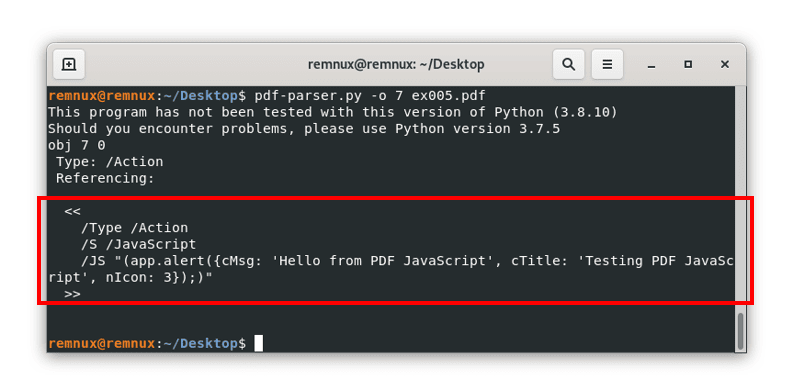 remnux@remnux: ~/Desktop
remnux@remnux:~/Desktop$ pdf-parser.py -o 7 ex005.pdf
This program has not been tested with this version of Python (3.8.10)
Should you encounter problems, please use Python version 3.7.5
obj 7 0
 Type: /Action
 Referencing:
  <<
    /Type /Action
    /S /JavaScript
    /JS "(app.alert({cMsg: 'Hello from PDF JavaScript', cTitle: 'Testing PDF JavaSc
ript', nIcon: 3});)"
  >>
remnux@remnux:~/Desktop$